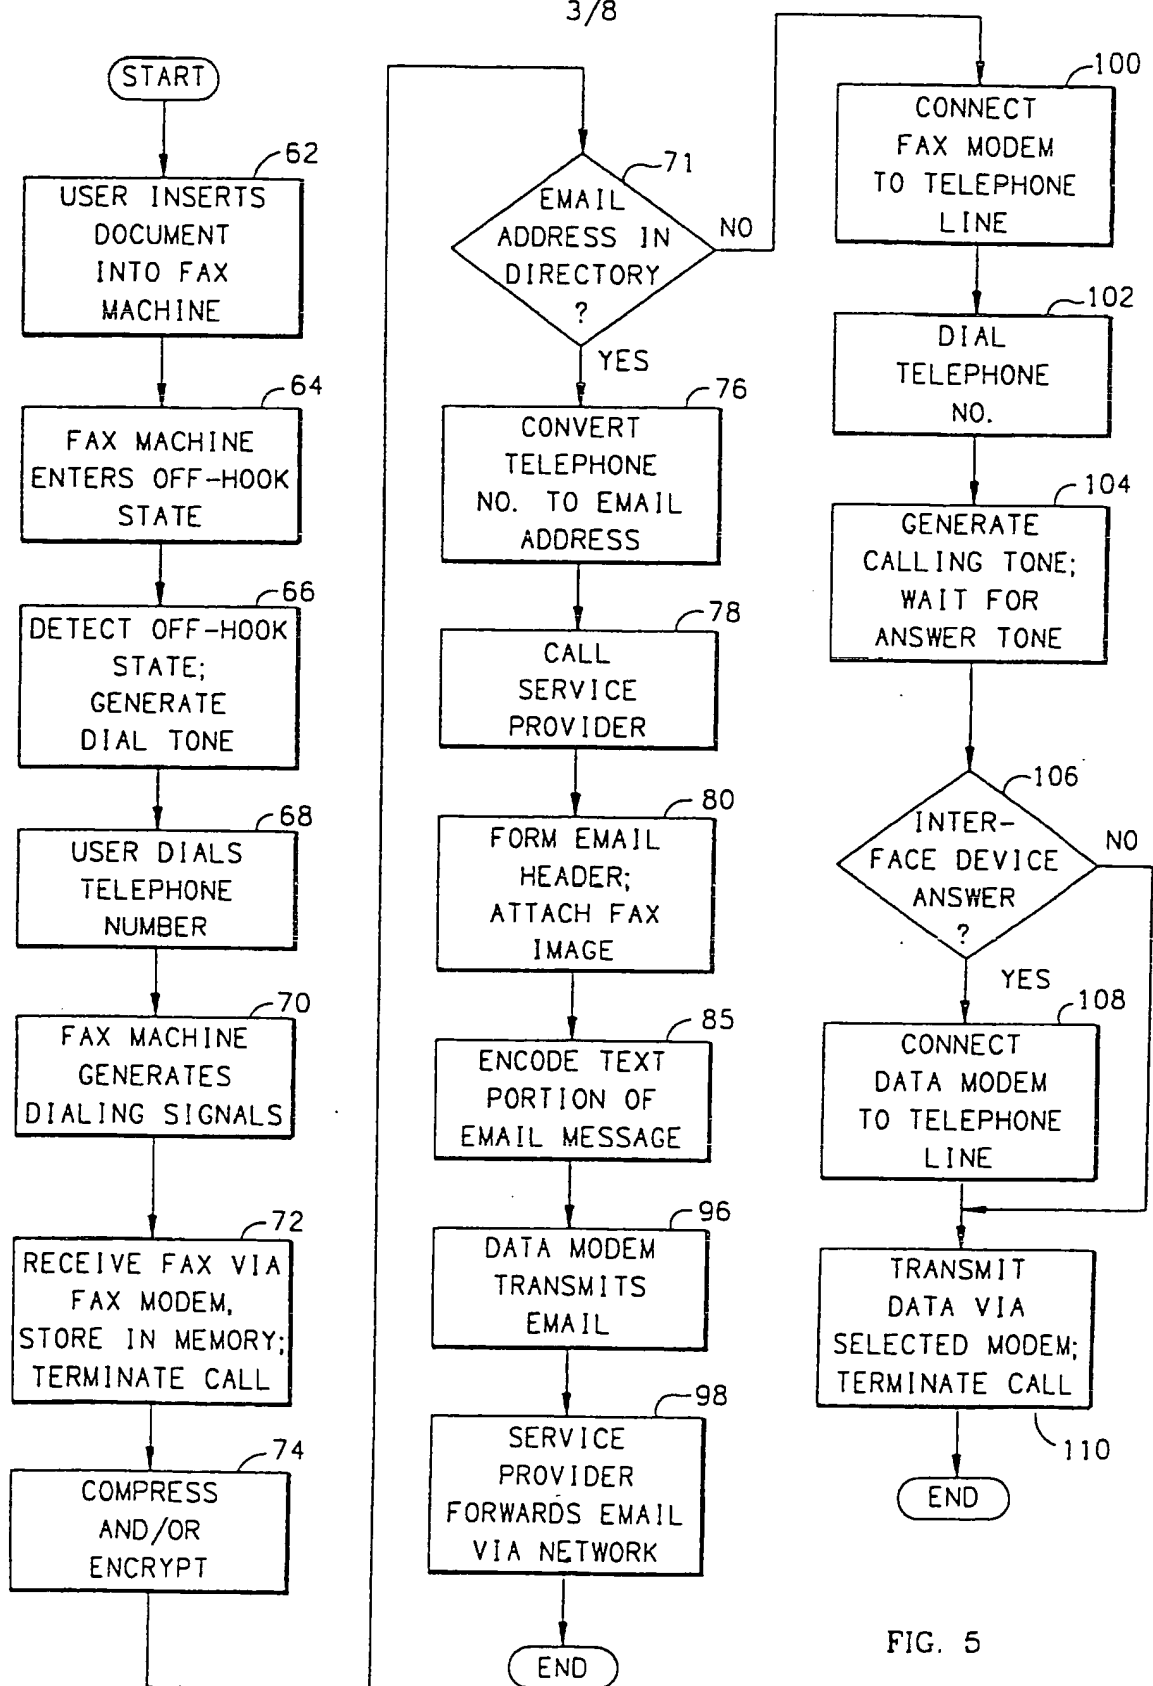 3/8
START
62
USER INSERTS
DOCUMENT
INTO FAX
MACHINE
64
FAX MACHINE
ENTERS OFF-HOOK
STATE
66
DETECT OFF-HOOK
STATE;
GENERATE
DIAL TONE
68
USER DIALS
TELEPHONE
NUMBER
70
FAX MACHINE
GENERATES
DIALING SIGNALS
72
RECEIVE FAX VIA
FAX MODEM,
STORE IN MEMORY;
TERMINATE CALL
74
COMPRESS
AND/OR
ENCRYPT
71
EMAIL
ADDRESS IN
DIRECTORY
?
NO
YES
76
CONVERT
TELEPHONE
NO. TO EMAIL
ADDRESS
78
CALL
SERVICE
PROVIDER
80
FORM EMAIL
HEADER;
ATTACH FAX
IMAGE
85
ENCODE TEXT
PORTION OF
EMAIL MESSAGE
96
DATA MODEM
TRANSMITS
EMAIL
98
SERVICE
PROVIDER
FORWARDS EMAIL
VIA NETWORK
END
100
CONNECT
FAX MODEM
TO TELEPHONE
LINE
102
DIAL
TELEPHONE
NO.
104
GENERATE
CALLING TONE;
WAIT FOR
ANSWER TONE
106
INTER-
FACE DEVICE
ANSWER
?
NO
YES
108
CONNECT
DATA MODEM
TO TELEPHONE
LINE
TRANSMIT
DATA VIA
SELECTED MODEM;
TERMINATE CALL
110
END
FIG. 5